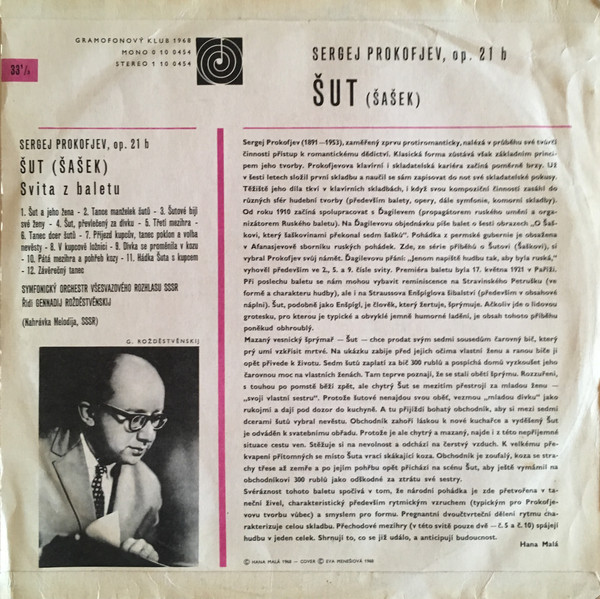 GRAMOFONOVÝ KLUB 1968
MONO 0 10 0454
STEREO 1 10 0454
33⅓
SERGEJ PROKOFJEV, op. 21 b
ŠUT (ŠAŠEK)
SERGEJ PROKOFJEV, op. 21 b
ŠUT (ŠAŠEK)
Svita z baletu
1. Šut a jeho žena - 2. Tanec manželek šutů - 3. Šutové bijí
své ženy - 4. Šut, převlečený za dívku - 5. Třetí mezihra -
6. Tanec dcer šutů - 7. Příjezd kupcův, tanec poklon a volba
nevěsty - 8. V kupcově ložnici - 9. Dívka se proměnila v kozu
- 10. Pátá mezihra a pohřeb kozy - 11. Hádka Šuta s kupcem
- 12. Závěrečný tanec
SYMFONICKÝ ORCHESTR VŠESVAZOVÉHO ROZHLASU SSSR
Řídí GENNADIJ ROŽDĚSTVĚNSKIJ
(Nahrávka Melodija, SSSR)
G. ROŽDĚSTVĚNSKIJ
Sergej Prokofjev (1891—1953), zaměřený zprvu protiromanticky, nalézá v průběhu své tvůrčí
činnosti přístup k romantickému dědictví. Klasická forma zůstává však základním princi-
pem jeho tvorby. Prokofjevova klavírní i skladatelská kariéra začíná poměrně brzy. Už
v šesti letech složil první skladbu a naučil se sám zapisovat do not své skladatelské pokusy.
Těžiště jeho díla tkví v klavírních skladbách, i když svou kompoziční činností zasáhl do
různých sfér hudební tvorby (především balety, opery, dále symfonie, komorní skladby).
Od roku 1910 začíná spolupracovat s Ďagilevem (propagátorem ruského umění a orga-
nizátorem Ruského baletu). Na Ďagilevovu objednávku píše balet o šesti obrazech „O Šaš-
kovi, který šaškovinami překonal sedm šašků“. Pohádka z permské gubernie je obsažena
v Afanasjevově sborníku ruských pohádek. Zde, ze série příběhů o Šutovi (Šaškovi), si
vybral Prokofjev svůj námět. Ďagilevovu přání: „Jenom napiště hudbu tak, aby byla ruská,“
vyhověl především ve 2., 5. a 9. čísle svity. Premiéra baletu byla 17. května 1921 v Paříži.
Při poslechu baletu se nám mohou vybavit reminiscence na Stravinského Petrušku (ve
formě a charakteru hudby), ale i na Straussova Enšpíglova šibalství (především v obsahové
náplni). Šut, podobně jako Enšpígl, je člověk, který žertuje, šprýmuje. Ačkoliv jde o lidovou
grotesku, pro kterou je typické a obvyklé jemné humorné ladění, je obsah tohoto příběhu
poněkud obhroublý.
Mazaný vesnický šprýmař — Šut — chce prodat svým sedmi sousedům čarovný bič, který
prý umí vzkřísit mrtvé. Na ukázku zabije před jejich očima vlastní ženu a ranou biče ji
opět přivede k životu. Sedm šutů zaplatí za bič 300 rublů a pospíchá domů vyzkoušet jeho
čarovnou moc na vlastních ženách. Tam teprve poznají, že se stali obětí šprýmu. Rozzuření,
s touhou po pomstě běží zpět, ale chytrý Šut se mezitím přestrojí za mladou ženu —
„svoji vlastní sestru“. Protože šutové nenajdou svou oběť, vezmou „mladou dívku“ jako
rukojmí a dají pod dozor do kuchyně. A tu přijíždí bohatý obchodník, aby si mezi sedmi
dcerami šutů vybral nevěstu. Obchodník zahoří láskou k nové kuchařce a vyděšený Šut
je odváděn k svatebnímu obřadu. Protože je ale chytrý a mazaný, najde i z této nepříjemné
situace cestu ven. Stěžuje si na nevolnost a odchází na čerstvý vzduch. K velkému pře-
kvapení přítomných se místo Šuta vrací skákající koza. Obchodník je zoufalý, koza se stra-
chy třese až zemře a po jejím pohřbu opět přichází na scénu Šut, aby ještě vymámil na
obchodníkovi 300 rublů jako odškodné za ztrátu své sestry.
Svéráznost tohoto baletu spočívá v tom, že národní pohádka je zde přetvořena v ta-
neční živel, charakteristický především rytmickým vzruchem (typickým pro Prokofje-
vovu tvorbu vůbec) a smyslem pro formu. Pregnantní dvoučtvrteční dělení rytmu cha-
rakterizuje celou skladbu. Přechodové mezihry (v této svitě pouze dvě — č. 5 a č. 10) spájejí
hudbu v jeden celek. Shrnují to, co se již událo, a anticipují budoucnost.
Hana Malá
© HANA MALÁ 1968 — COVER © EVA MENEŠIOVÁ 1968